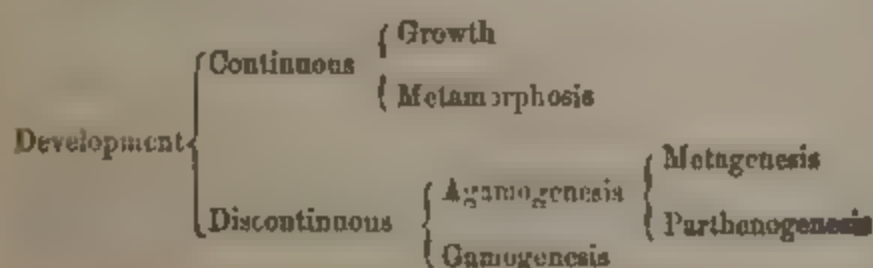 Growth
Continuous
Metamorphosis
Development
Metagenesis
Agamogenesis
Discontinuous
Parthenogenesis
Gamogenesis